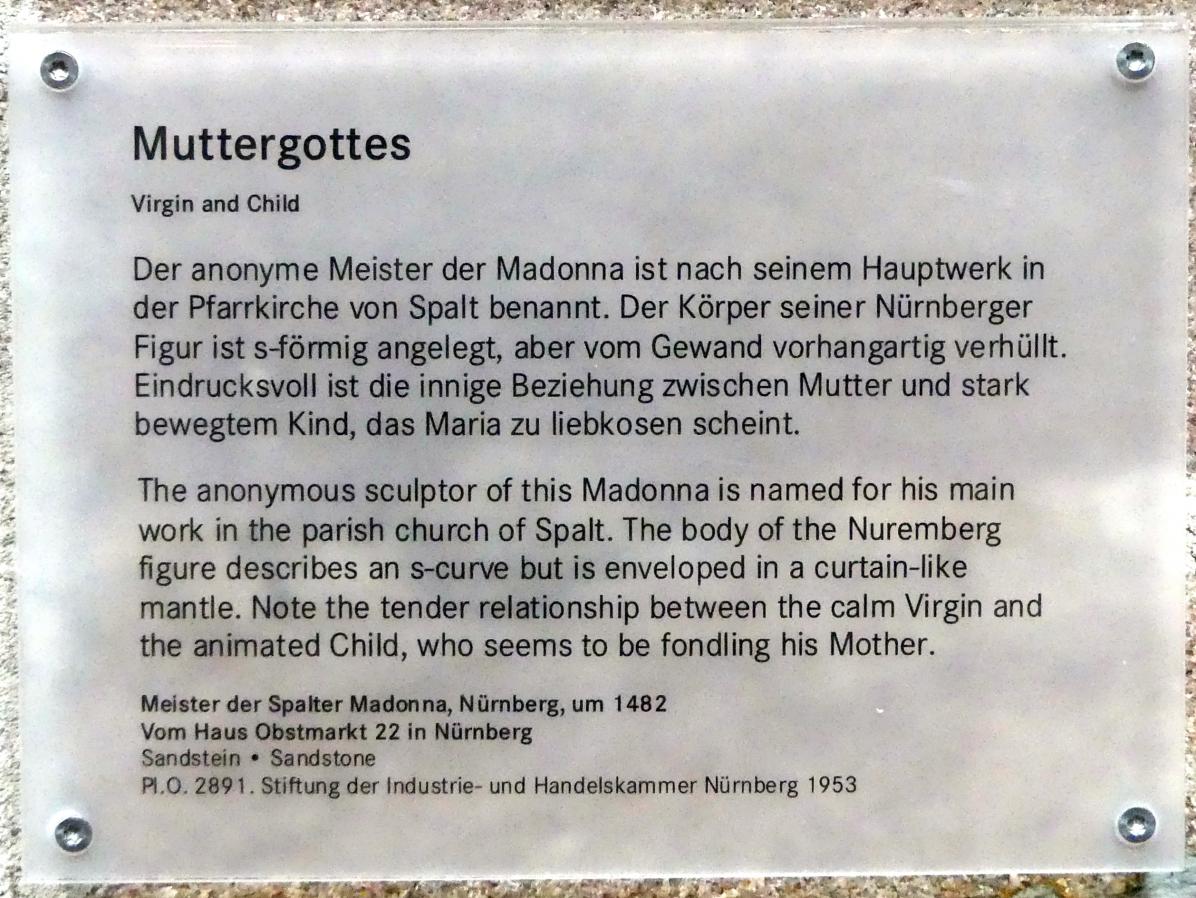 Muttergottes
Virgin and Child
Der anonyme Meister der Madonna ist nach seinem Hauptwerk in
der Pfarrkirche von Spalt benannt. Der Körper seiner Nürnberger
Figur ist s-förmig angelegt, aber vom Gewand vorhangartig verhüllt.
Eindrucksvoll ist die innige Beziehung zwischen Mutter und stark
bewegtem Kind, das Maria zu liebkosen scheint.
The anonymous sculptor of this Madonna is named for his main
work in the parish church of Spalt. The body of the Nuremberg
figure describes an s-curve but is enveloped in a curtain-like
mantle. Note the tender relationship between the calm Virgin and
the animated Child, who seems to be fondling his Mother.
Meister der Spalter Madonna, Nürnberg, um 1482
Vom Haus Obstmarkt 22 in Nürnberg
Sandstein • Sandstone
Pl.O. 2891. Stiftung der Industrie- und Handelskammer Nürnberg 1953